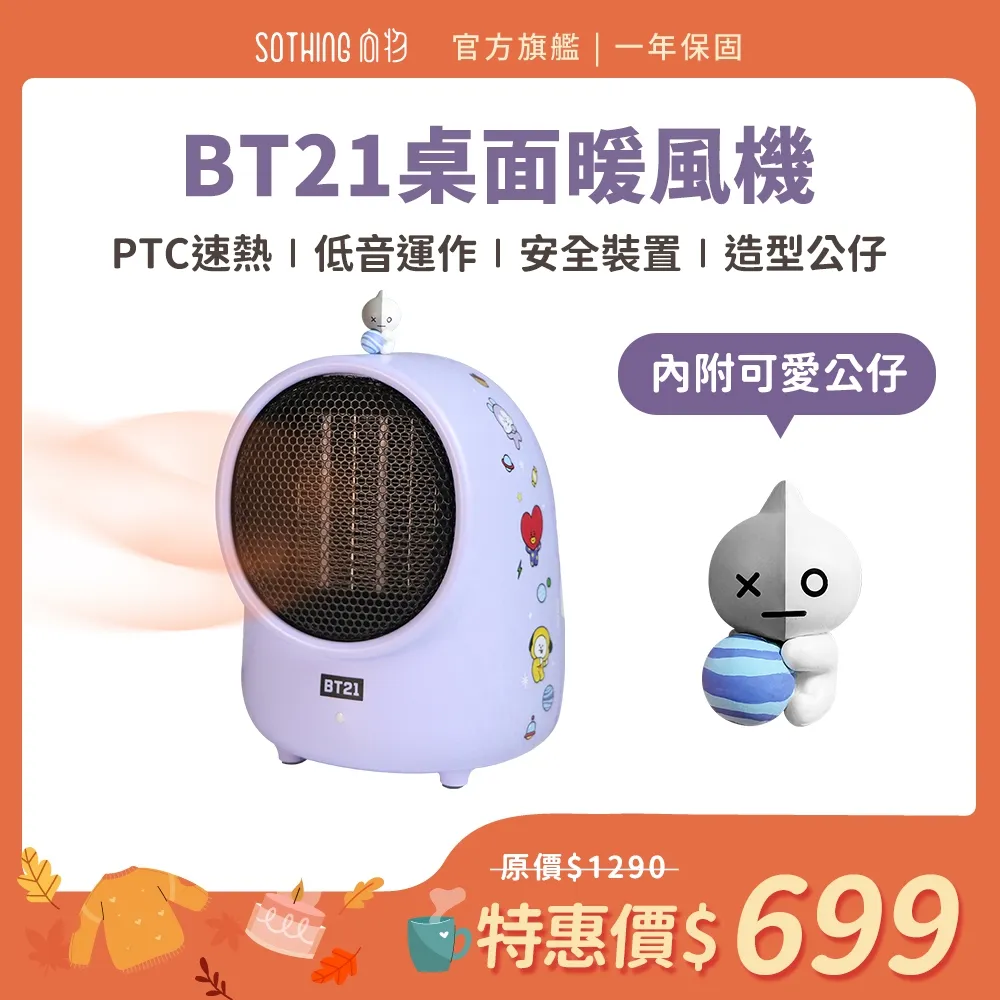 SOTHING 向物 官方旗艦 | 一年保固
BT21桌面暖風機
PTC速熱 | 低音運作 | 安全裝置 | 造型公仔
內附可愛公仔
BT21
原價$1290
特惠價$699